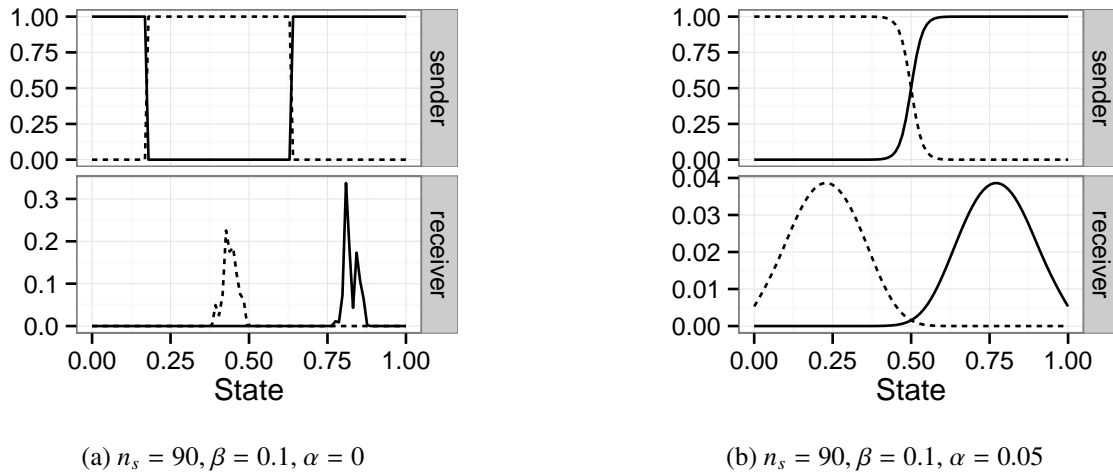 1.00
0.75
0.50
0.25
0.00
sender
0.3
0.2
0.1
0.0
receiver
0.00 0.25 0.50 0.75 1.00
State
(a) n_s = 90, β = 0.1, α = 0
1.00
0.75
0.50
0.25
0.00
sender
0.04
0.03
0.02
0.01
0.00
receiver
0.00 0.25 0.50 0.75 1.00
State
(b) n_s = 90, β = 0.1, α = 0.05